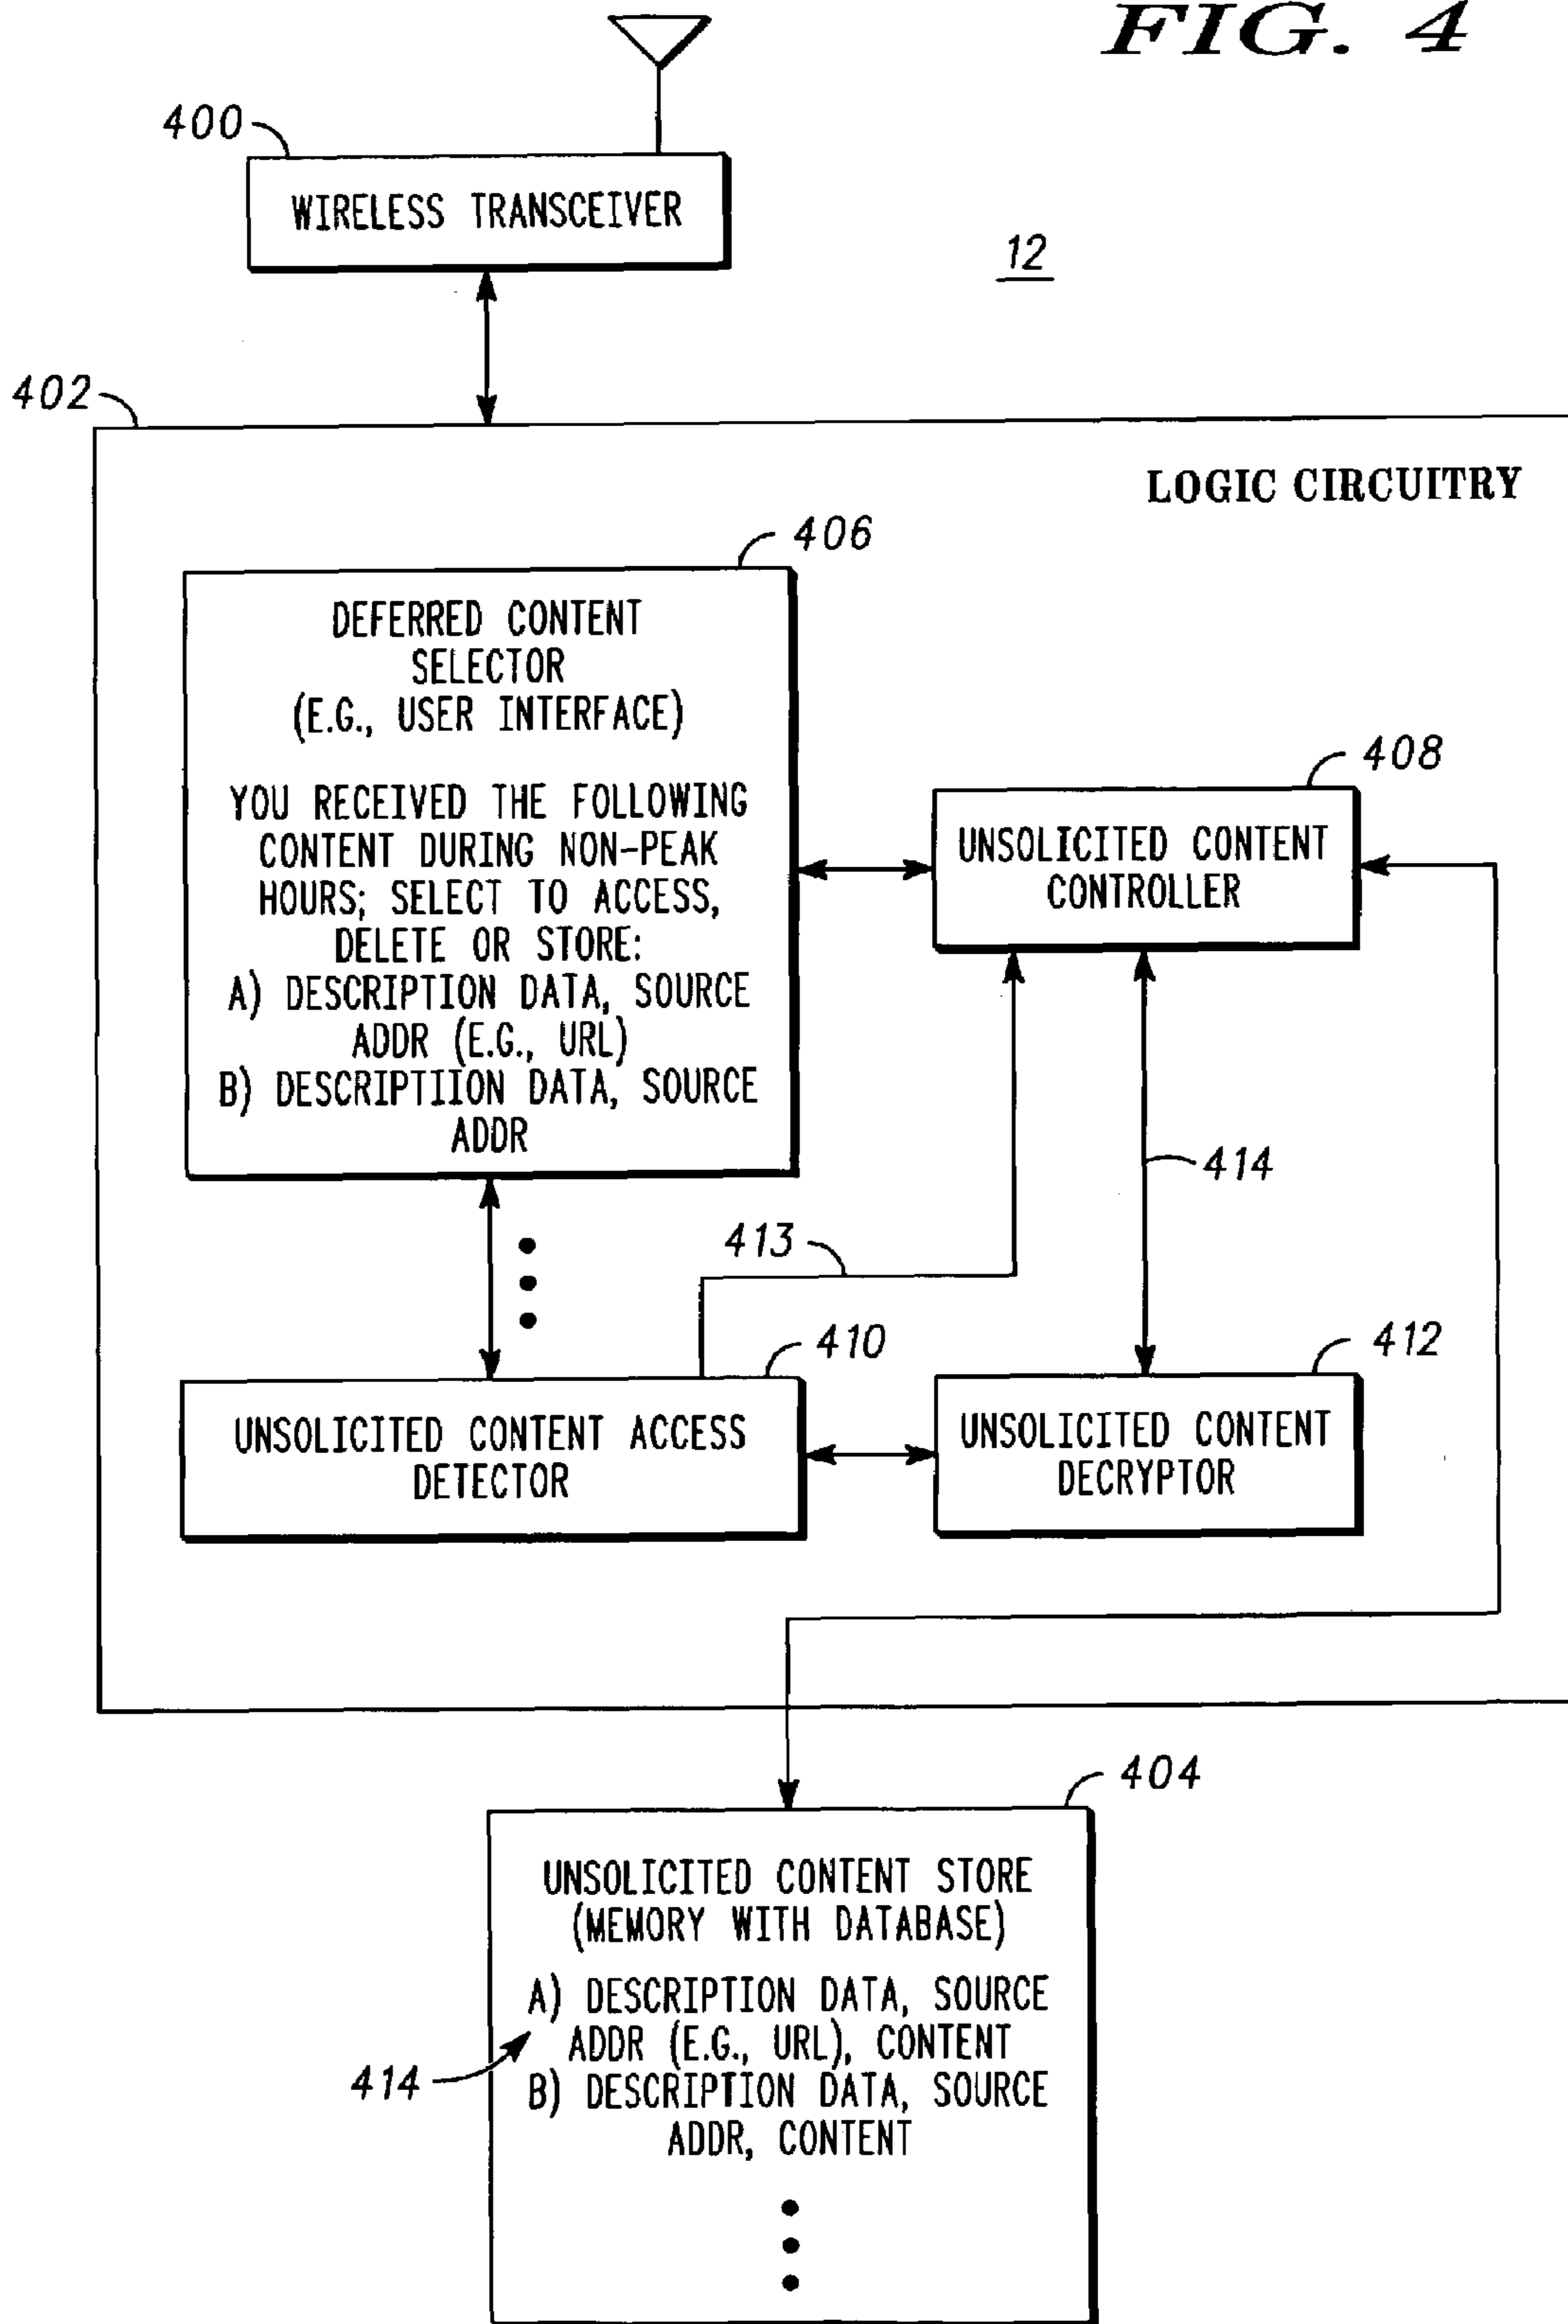 FIG. 4
400
WIRELESS TRANSCEIVER
12
402
LOGIC CIRCUITRY
406
DEFERRED CONTENT
SELECTOR
(E.G., USER INTERFACE)
YOU RECEIVED THE FOLLOWING
CONTENT DURING NON-PEAK
HOURS; SELECT TO ACCESS,
DELETE OR STORE:
A) DESCRIPTION DATA, SOURCE
ADDR (E.G., URL)
B) DESCRIPTIION DATA, SOURCE
ADDR
408
UNSOLICITED CONTENT
CONTROLLER
414
413
410
UNSOLICITED CONTENT ACCESS
DETECTOR
412
UNSOLICITED CONTENT
DECRYPTOR
404
UNSOLICITED CONTENT STORE
(MEMORY WITH DATABASE)
A) DESCRIPTION DATA, SOURCE
ADDR (E.G., URL), CONTENT
414
B) DESCRIPTION DATA, SOURCE
ADDR, CONTENT